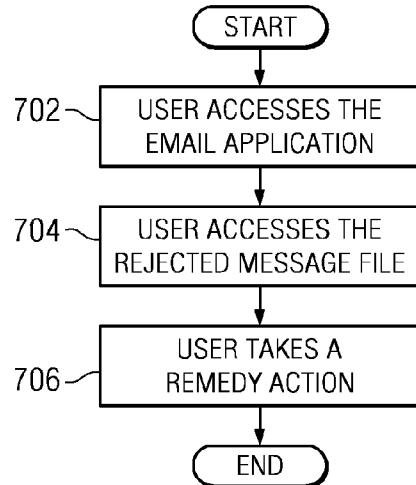 START
702
USER ACCESSES THE
EMAIL APPLICATION
704
USER ACCESSES THE
REJECTED MESSAGE FILE
706
USER TAKES A
REMEDY ACTION
END